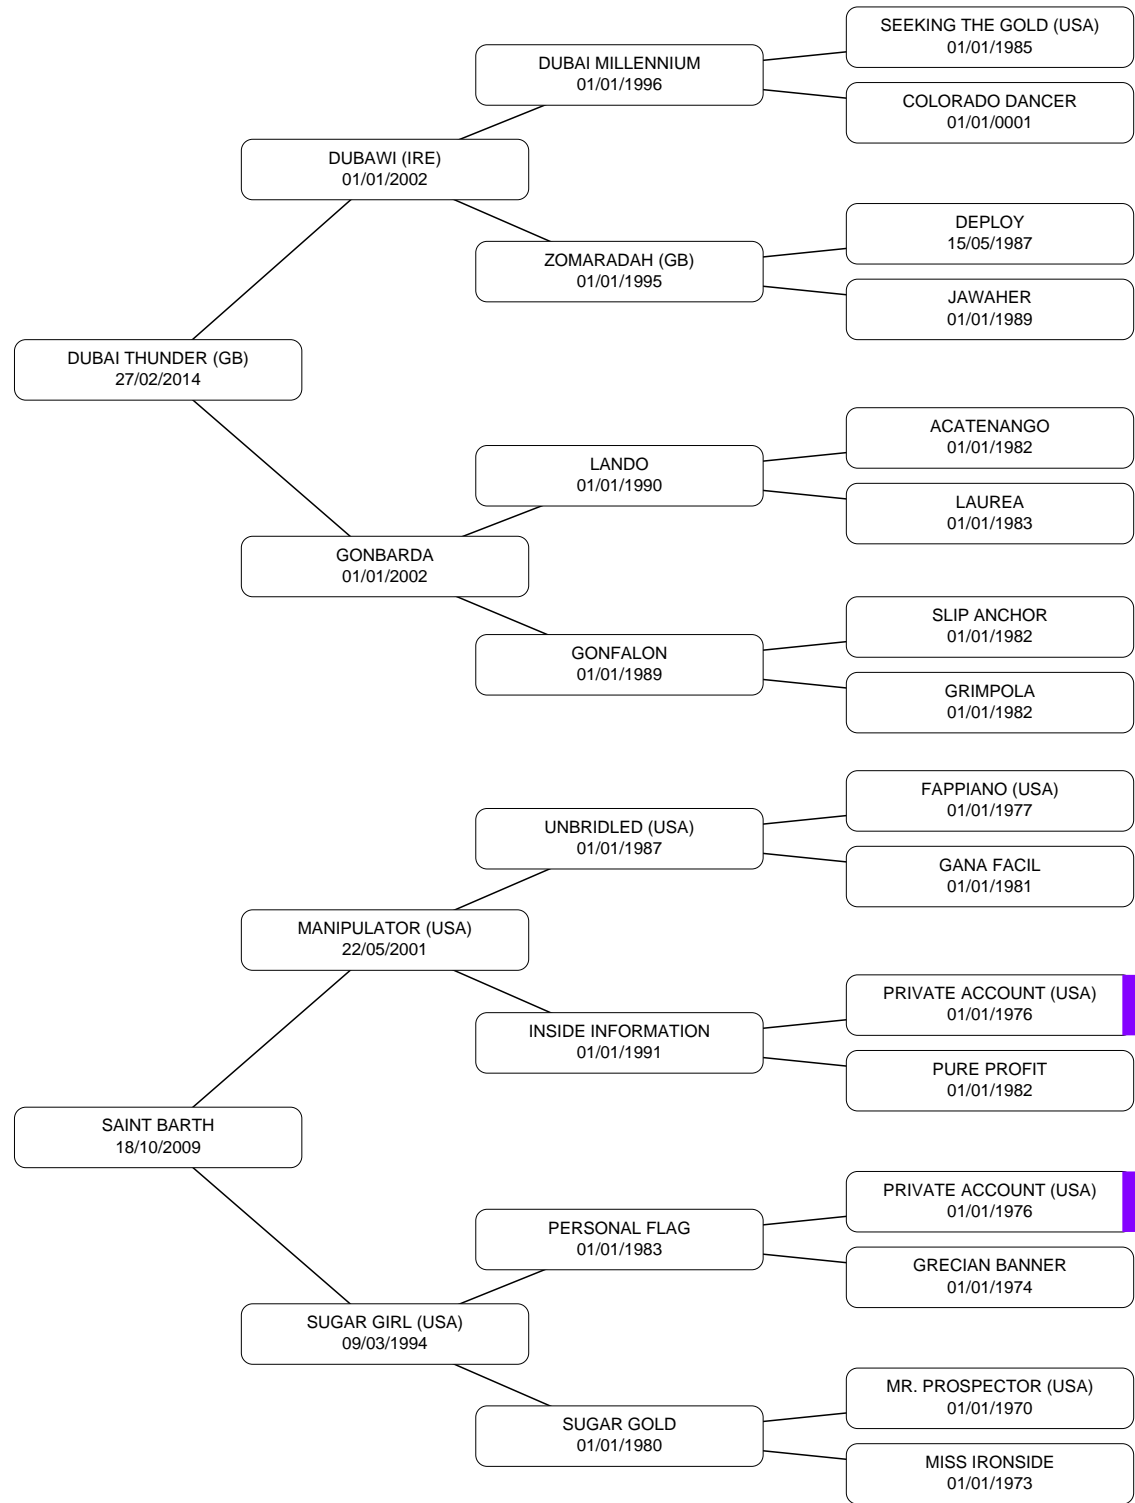 SEEKING THE GOLD (USA)
01/01/1985
DUBAI MILLENNIUM
01/01/1996
COLORADO DANCER
01/01/0001
DUBAWI (IRE)
01/01/2002
DEPLOY
15/05/1987
ZOMARADAH (GB)
01/01/1995
JAWAHER
01/01/1989
DUBAI THUNDER (GB)
27/02/2014
ACATENANGO
01/01/1982
LANDO
01/01/1990
LAUREA
01/01/1983
GONBARDA
01/01/2002
SLIP ANCHOR
01/01/1982
GONFALON
01/01/1989
GRIMPOLA
01/01/1982
FAPPIANO (USA)
01/01/1977
UNBRIDLED (USA)
01/01/1987
GANA FACIL
01/01/1981
MANIPULATOR (USA)
22/05/2001
PRIVATE ACCOUNT (USA)
01/01/1976
INSIDE INFORMATION
01/01/1991
PURE PROFIT
01/01/1982
SAINT BARTH
18/10/2009
PRIVATE ACCOUNT (USA)
01/01/1976
PERSONAL FLAG
01/01/1983
GRECIAN BANNER
01/01/1974
SUGAR GIRL (USA)
09/03/1994
MR. PROSPECTOR (USA)
01/01/1970
SUGAR GOLD
01/01/1980
MISS IRONSIDE
01/01/1973